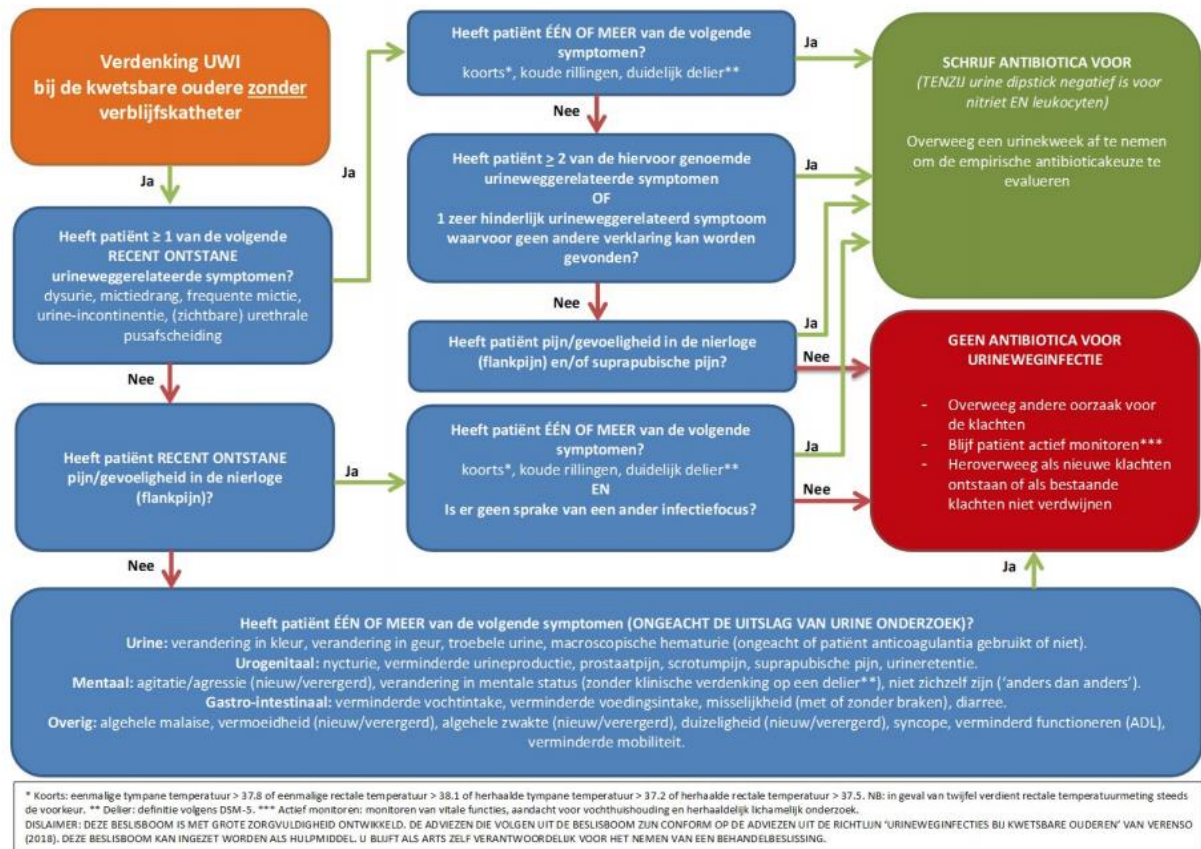 Verdenking UWI
bij de kwetsbare oudere zonder
verblijfskatheter
Ja
Heeft patiënt ≥ 1 van de volgende
RECENT ONTSTANE
urineweggerelateerde symptomen?
dysurie, mictiedrang, frequente mictie,
urine-incontinentie, (zichtbare) urethrale
pusafscheiding
Ja
Nee
Heeft patiënt RECENT ONTSTANE
pijn/gevoeligheid in de nierloge
(flankpijn)?
Ja
Nee
Heeft patiënt ÉÉN OF MEER van de volgende
symptomen?
koorts*, koude rillingen, duidelijk delier**
Ja
Nee
Heeft patiënt ≥ 2 van de hiervoor genoemde
urineweggerelateerde symptomen
OF
1 zeer hinderlijk urineweggerelateerd symptoom
waarvoor geen andere verklaring kan worden
gevonden?
Ja
Nee
Heeft patiënt pijn/gevoeligheid in de nierloge
(flankpijn) en/of suprapubische pijn?
Ja
Nee
Heeft patiënt ÉÉN OF MEER van de volgende
symptomen?
koorts*, koude rillingen, duidelijk delier**
EN
Is er geen sprake van een ander infectiefocus?
Ja
Nee
SCHRIJF ANTIBIOTICA VOOR
(TENZIJ urine dipstick negatief is voor
nitriet EN leukocyten)
Overweeg een urinekweek af te nemen
om de empirische antibioticakeuze te
evalueren
GEEN ANTIBIOTICA VOOR
URINEWEGINFECTIE
- Overweeg andere oorzaak voor
de klachten
- Blijf patiënt actief monitoren***
- Heroverweeg als nieuwe klachten
ontstaan of als bestaande
klachten niet verdwijnen
Ja
Heeft patiënt ÉÉN OF MEER van de volgende symptomen (ONGEACHT DE UITSLAG VAN URINE ONDERZOEK)?
Urine: verandering in kleur, verandering in geur, troebele urine, macroscopische hematurie (ongeacht of patiënt anticoagulantia gebruikt of niet).
Urogenitaal: nycturie, verminderde urineproductie, prostaatpijn, scrotumpijn, suprapubische pijn, urineretentie.
Mentaal: agitatie/agressie (nieuw/verergerd), verandering in mentale status (zonder klinische verdenking op een delier**), niet zichzelf zijn ('anders dan anders').
Gastro-intestinaal: verminderde vochtintake, verminderde voedingsintake, misselijkheid (met of zonder braken), diarree.
Overig: algehele malaise, vermoeidheid (nieuw/verergerd), algehele zwakte (nieuw/verergerd), duizeligheid (nieuw/verergerd), syncope, verminderd functioneren (ADL),
verminderde mobiliteit.
* Koorts: eenmalige tympane temperatuur > 37.8 of eenmalige rectale temperatuur > 38.1 of herhaalde tympane temperatuur > 37.2 of herhaalde rectale temperatuur > 37.5. NB: in geval van twijfel verdient rectale temperatuurmeting steeds
de voorkeur. ** Delier: definitie volgens DSM-5. *** Actief monitoren: monitoren van vitale functies, aandacht voor vochthuishouding en herhaaldelijk lichamelijk onderzoek.
DISLAIMER: DEZE BESLISBOOM IS MET GROTE ZORGVULDIGHEID ONTWIKKELD. DE ADVIEZEN DIE VOLGEN UIT DE BESLISBOOM ZIJN CONFORM OP DE ADVIEZEN UIT DE RICHTLIJN 'URINEWEGINFECTIES BIJ KWETSBARE OUDEREN' VAN VERENSO
(2018). DEZE BESLISBOOM KAN INGEZET WORDEN ALS HULPMIDDEL. U BLIJFT ALS ARTS ZELF VERANTWOORDELIJK VOOR HET NEMEN VAN EEN BEHANDELBESLISSING.